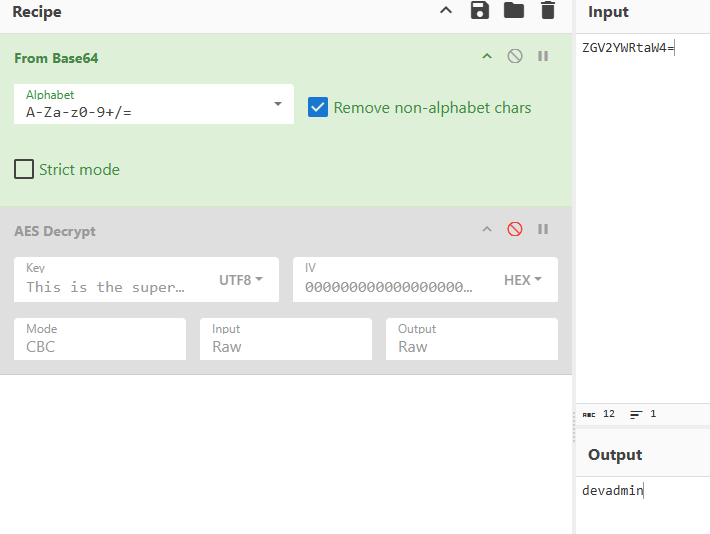 Recipe
From Base64
Alphabet
A-Za-z0-9+/=
Remove non-alphabet chars
Strict mode
AES Decrypt
Key
This is the super…
UTF8
IV
0000000000000000000…
HEX
Mode
CBC
Input
Raw
Output
Raw
Input
ZGV2YWRtaW4=
ABC 12 1
Output
devadmin